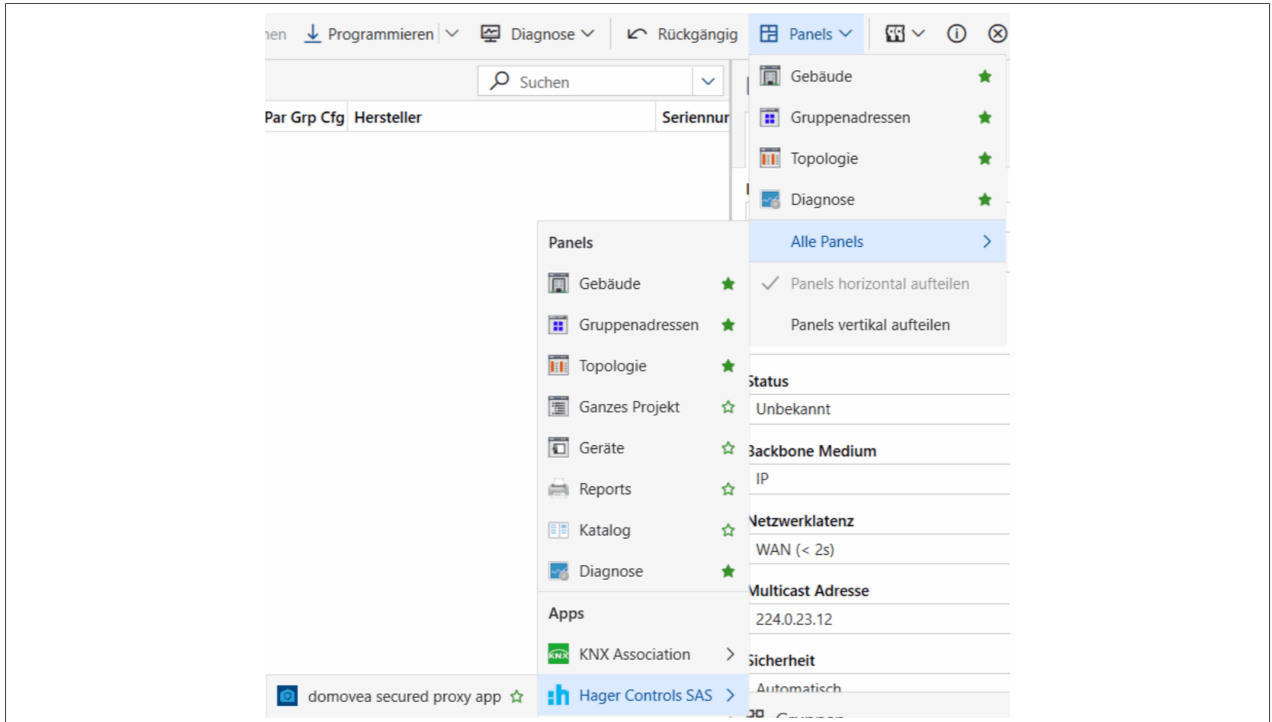 Programmieren Diagnose Rückgängig Panels
Suchen
Par Grp Cfg Hersteller
Gebäude
Gruppenadressen
Topologie
Diagnose
Alle Panels
Panels horizontal aufteilen
Panels vertikal aufteilen
Panels
Gebäude
Gruppenadressen
Topologie
Ganzes Projekt
Geräte
Reports
Katalog
Diagnose
Apps
KNX Association
Hager Controls SAS
domovea secured proxy app
Status
Unbekannt
Backbone Medium
IP
Netzwerklatenz
WAN (< 2s)
Multicast Adresse
224.0.23.12
Sicherheit
Automatisch